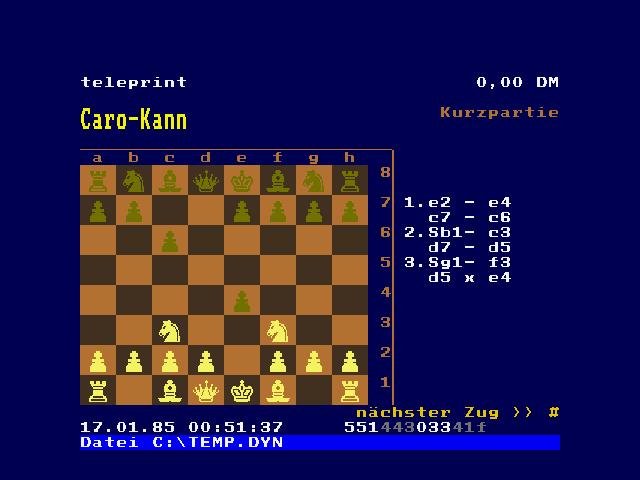 teleprint 0,00 DM
Caro-Kann
Kurzpartie
a b c d e f g h
8
7 1.e2 - e4
c7 - c6
6 2.Sb1- c3
d7 - d5
5 3.Sg1- f3
d5 x e4
4
3
2
1
nächster Zug >> #
17.01.85 00:51:37 55144303341f
Datei C:\TEMP.DYN